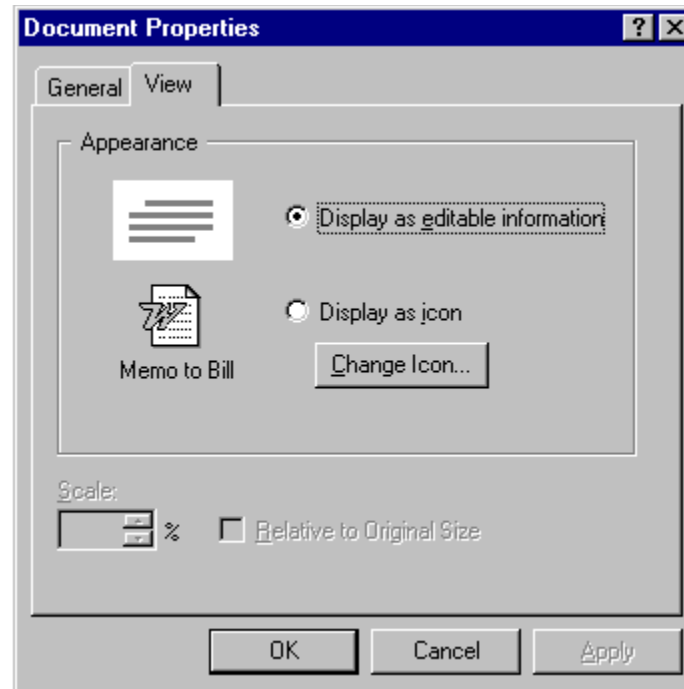 Document Properties
General View
Appearance
Display as editable information
Display as icon
Memo to Bill
Change Icon...
Scale:
% Relative to Original Size
OK Cancel Apply